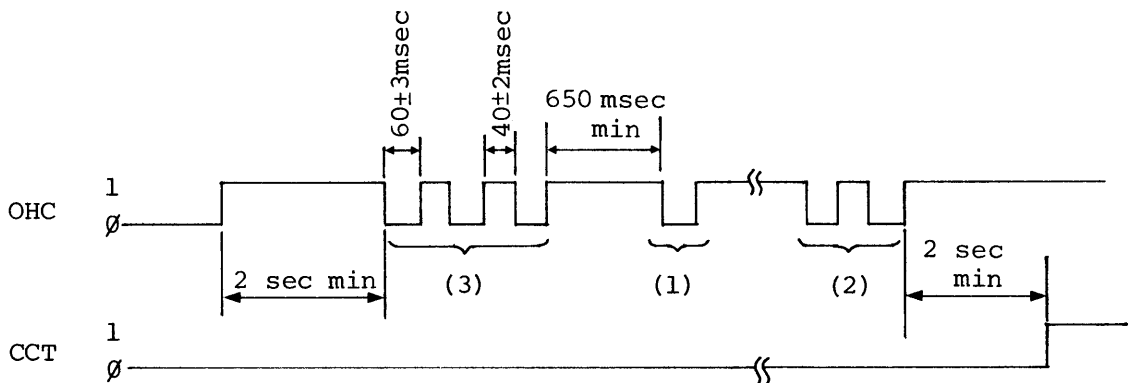 60±3msec
40±2msec
650 msec
min
OHC
1
Ø
2 sec min
(3)
(1)
(2)
2 sec
min
CCT
1
Ø